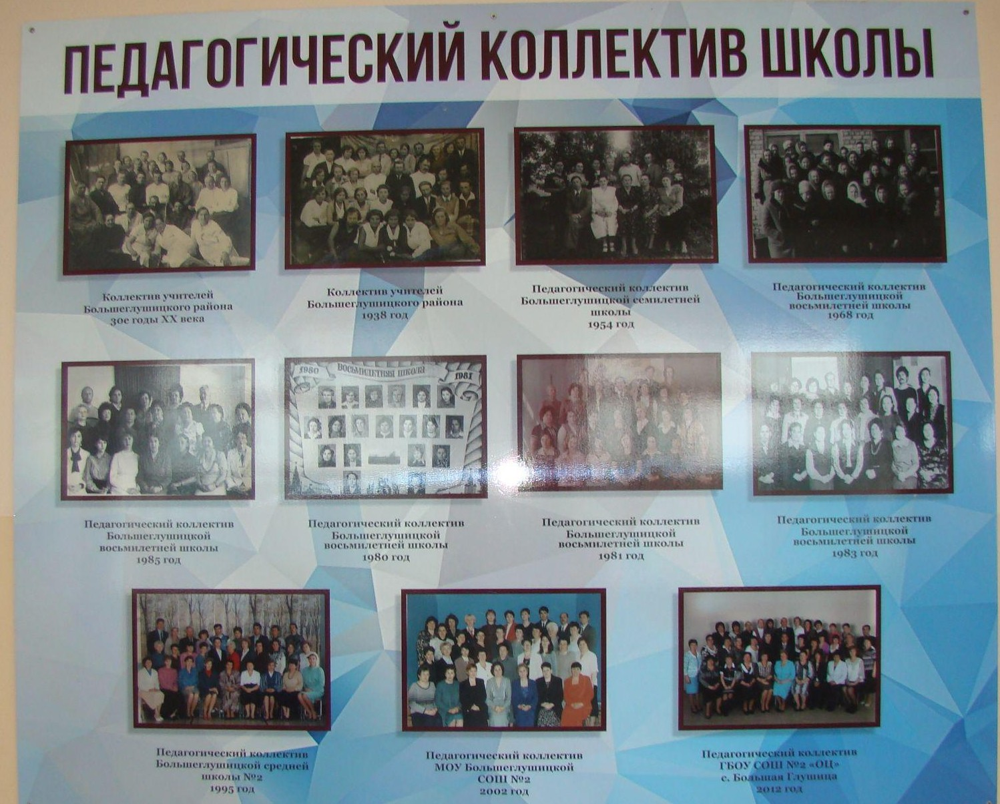 ПЕДАГОГИЧЕСКИЙ КОЛЛЕКТИВ ШКОЛЫ
Коллектив учителей
Большеглушицкого района
30е годы XX века
Коллектив учителей
Большеглушицкого района
1938 год
Педагогический коллектив
Большеглушицкой семилетней
школы
1954 год
Педагогический коллектив
Большеглушицкой
восьмилетней школы
1968 год
1980 ВОСЬМИЛЕТНЯЯ ШКОЛА 1981
Педагогический коллектив
Большеглушицкой
восьмилетней школы
1985 год
Педагогический коллектив
Большеглушицкой
восьмилетней школы
1980 год
Педагогический коллектив
Большеглушицкой
восьмилетней школы
1981 год
Педагогический коллектив
Большеглушицкой
восьмилетней школы
1983 год
Педагогический коллектив
Большеглушицкой средней
школы №2
1995 год
Педагогический коллектив
МОУ Большеглушицкой
СОШ №2
2002 год
Педагогический коллектив
ГБОУ СОШ №2 «ОЦ»
с. Большая Глушица
2012 год